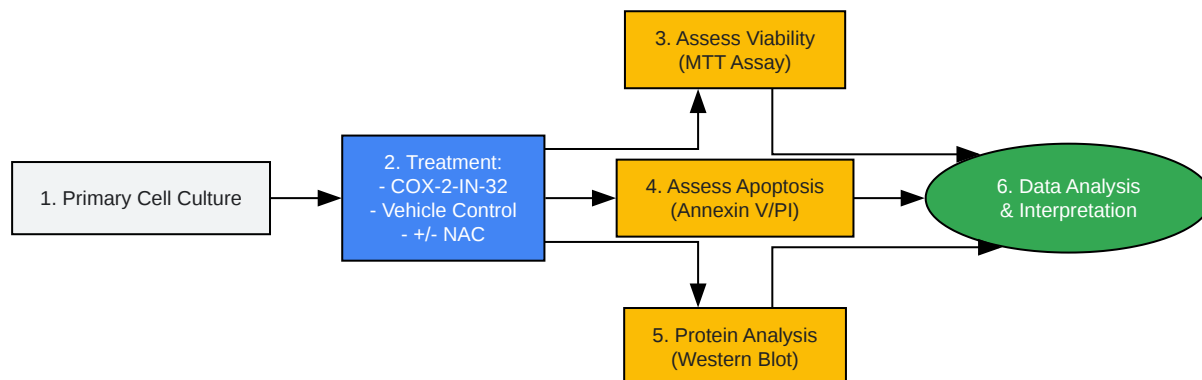 1. Primary Cell Culture
2. Treatment:
- COX-2-IN-32
- Vehicle Control
- +/- NAC
3. Assess Viability
(MTT Assay)
4. Assess Apoptosis
(Annexin V/PI)
5. Protein Analysis
(Western Blot)
6. Data Analysis
& Interpretation